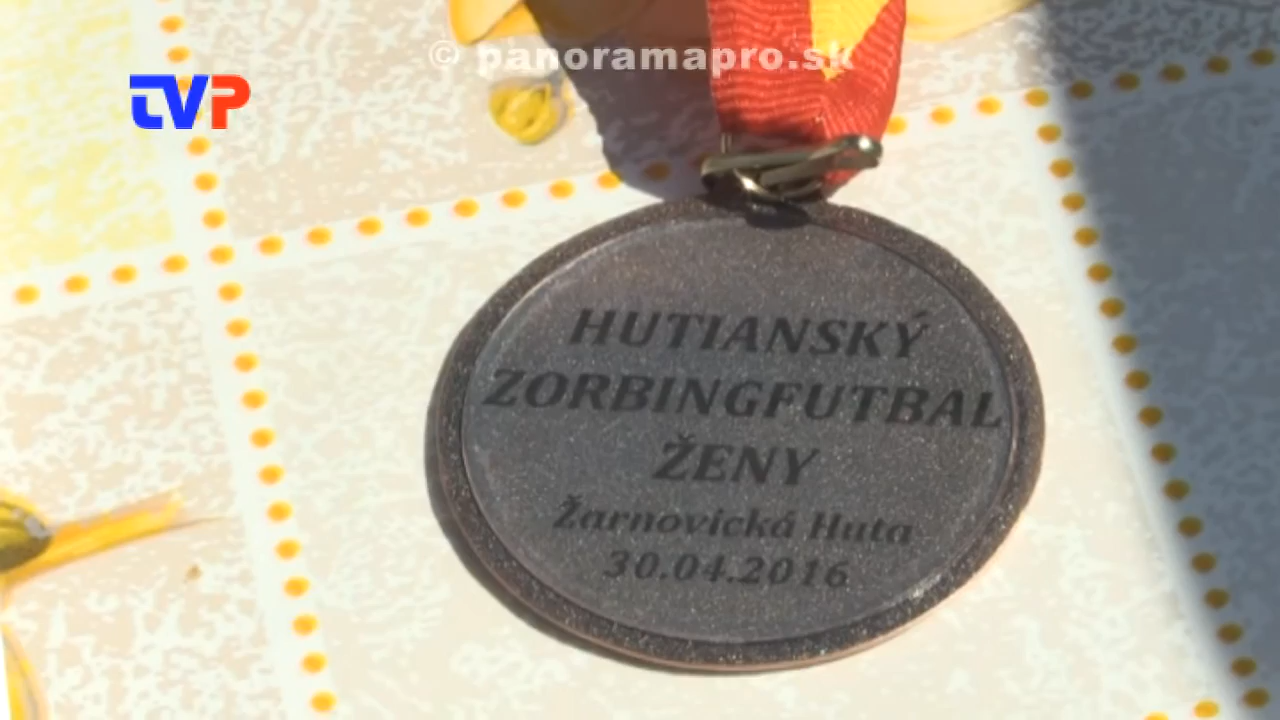 © panoramapro.sk
TVP
HUTIANSKÝ
ZORBINGFUTBAL
ŽENY
Žarnovická Huta
30.04.2016